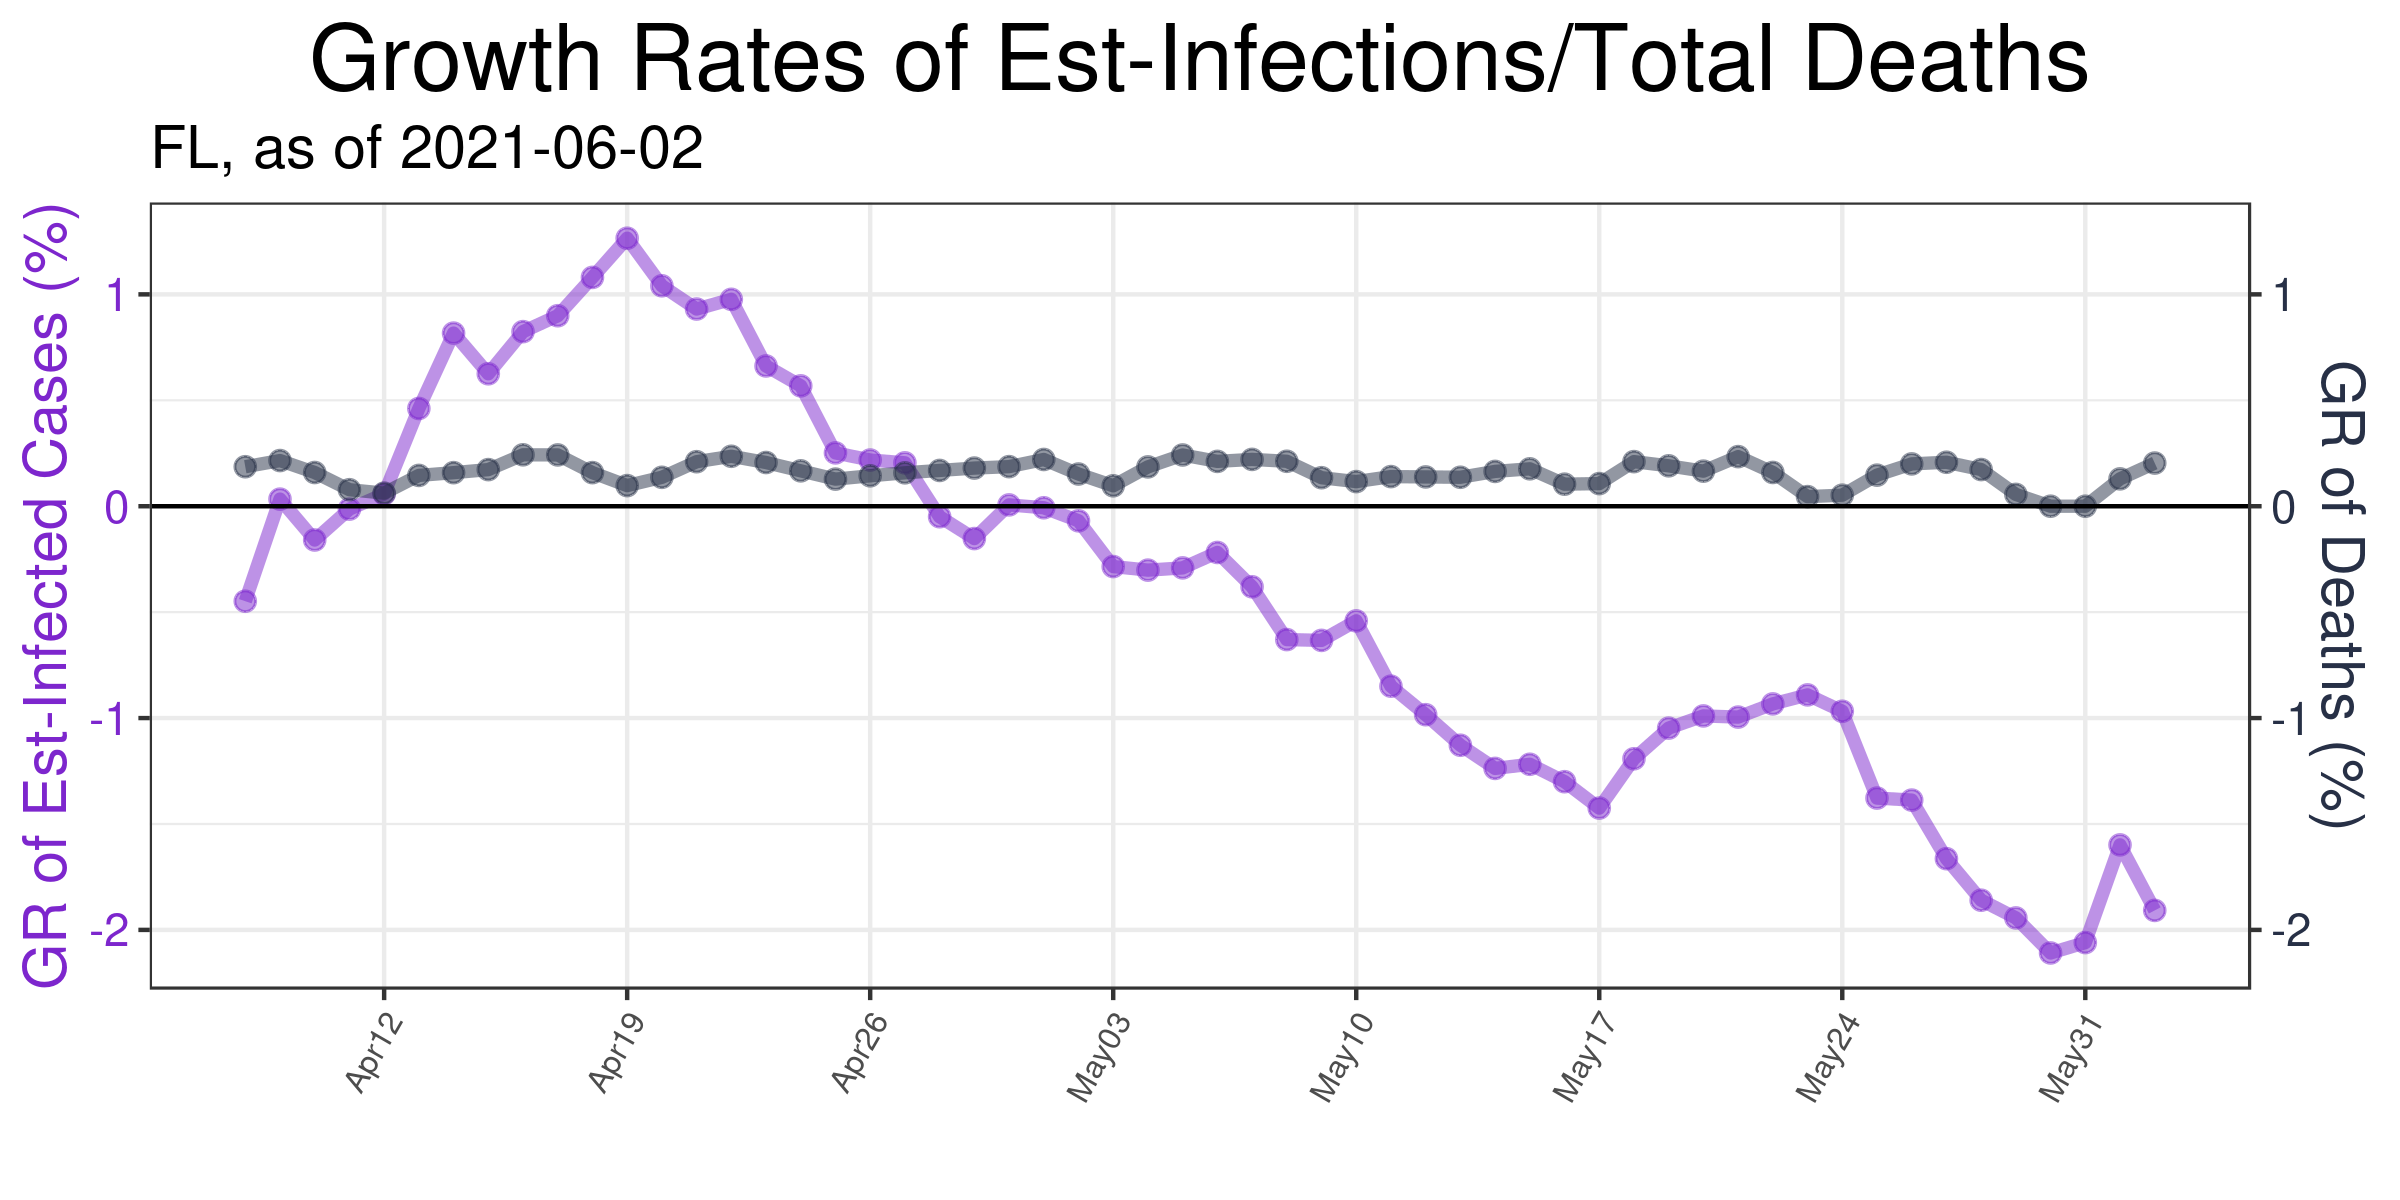 Growth Rates of Est-Infections/Total Deaths
FL, as of 2021-06-02
GR of Est-Infected Cases (%)
1
0
-1
-2
1
0
-1
-2
GR of Deaths (%)
Apr12
Apr19
Apr26
May03
May10
May17
May24
May31